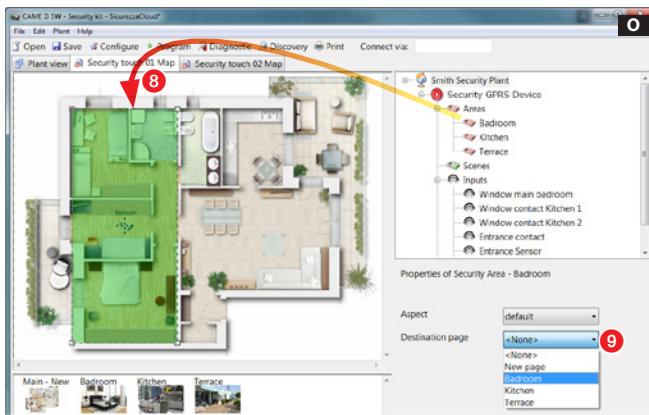 CAME D SW - Security kit - SicurezzaCloud*
O
File Edit Plant Help
Open Save Configure Program Diagnostic Discovery Print Connect via:
Plant view Security touch 01 Map Security touch 02 Map
8
Smith Security Plant
Security GPRS Device
Areas
Badroom
Kitchen
Terrace
Scenes
Inputs
Window main badroom
Window contact Kitchen 1
Window contact Kitchen 2
Entrance contact
Entrance Sensor
Badroom
Properties of Security Area - Badroom
Aspect default
Destination page <None> 9
<None>
New page
Badroom
Kitchen
Terrace
Main - New Badroom Kitchen Terrace